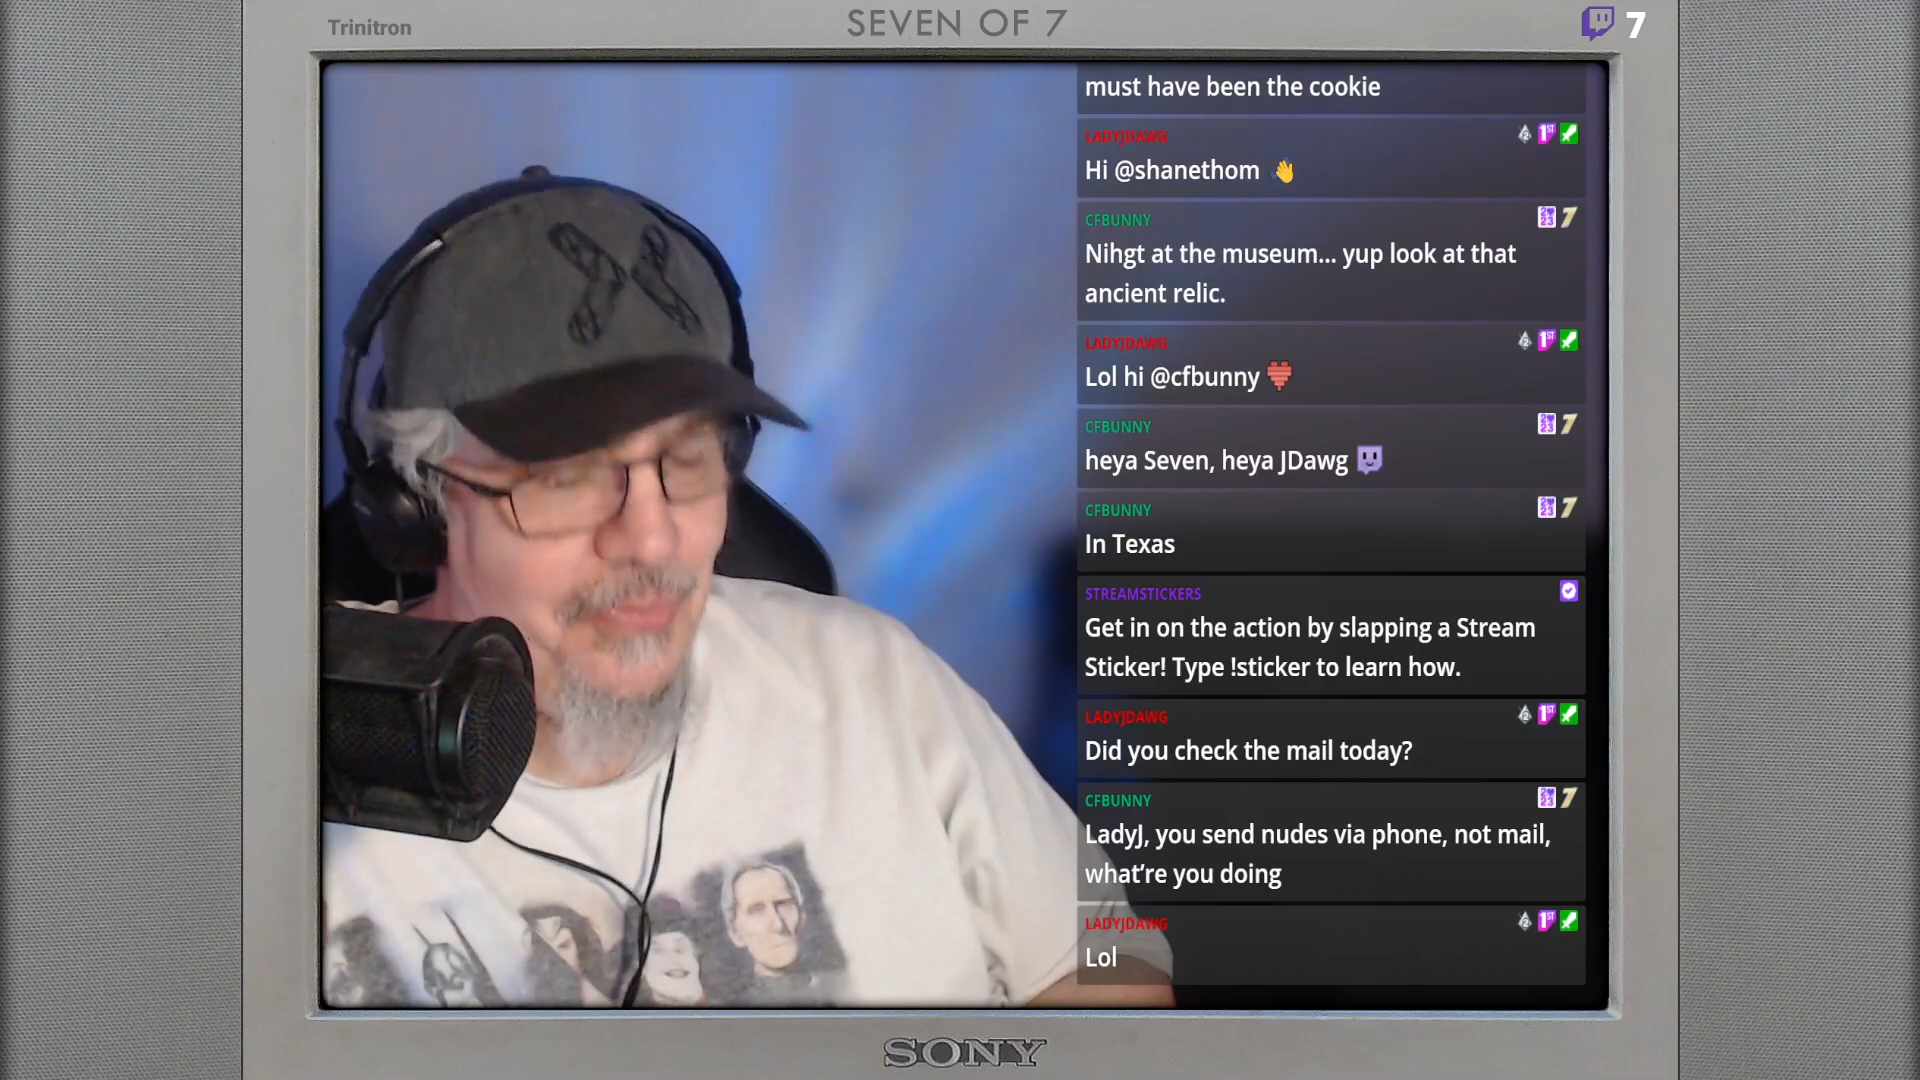 Trinitron
SEVEN OF 7
7
must have been the cookie
LADYJDAWG
Hi @shanethom
CFBUNNY
Nihgt at the museum... yup look at that
ancient relic.
LADYJDAWG
Lol hi @cfbunny
CFBUNNY
heya Seven, heya JDawg
CFBUNNY
In Texas
STREAMSTICKERS
Get in on the action by slapping a Stream
Sticker! Type !sticker to learn how.
LADYJDAWG
Did you check the mail today?
CFBUNNY
LadyJ, you send nudes via phone, not mail,
what’re you doing
LADYJDAWG
Lol
SONY